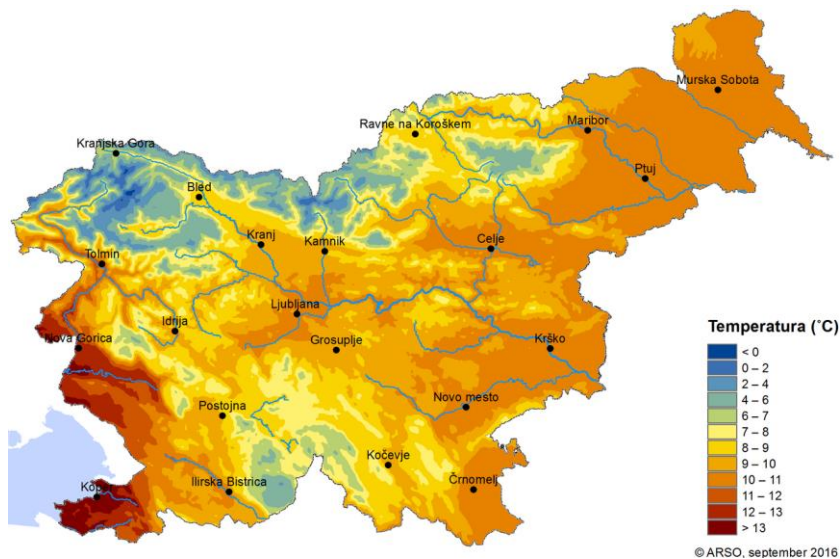 Murska Sobota
Ravne na Koroškem
Maribor
Kranjska Gora
Ptuj
Bled
Kranj
Kamnik
Celje
Tolmin
Ljubljana
Idrija
Grosuplje
Krško
Nova Gorica
Postojna
Novo mesto
Kočevje
Koper
Ilirska Bistrica
Črnomelj
Temperatura (˚C)
< 0
0 – 2
2 – 4
4 – 6
6 – 7
7 – 8
8 – 9
9 – 10
10 – 11
11 – 12
12 – 13
> 13
© ARSO, september 2016